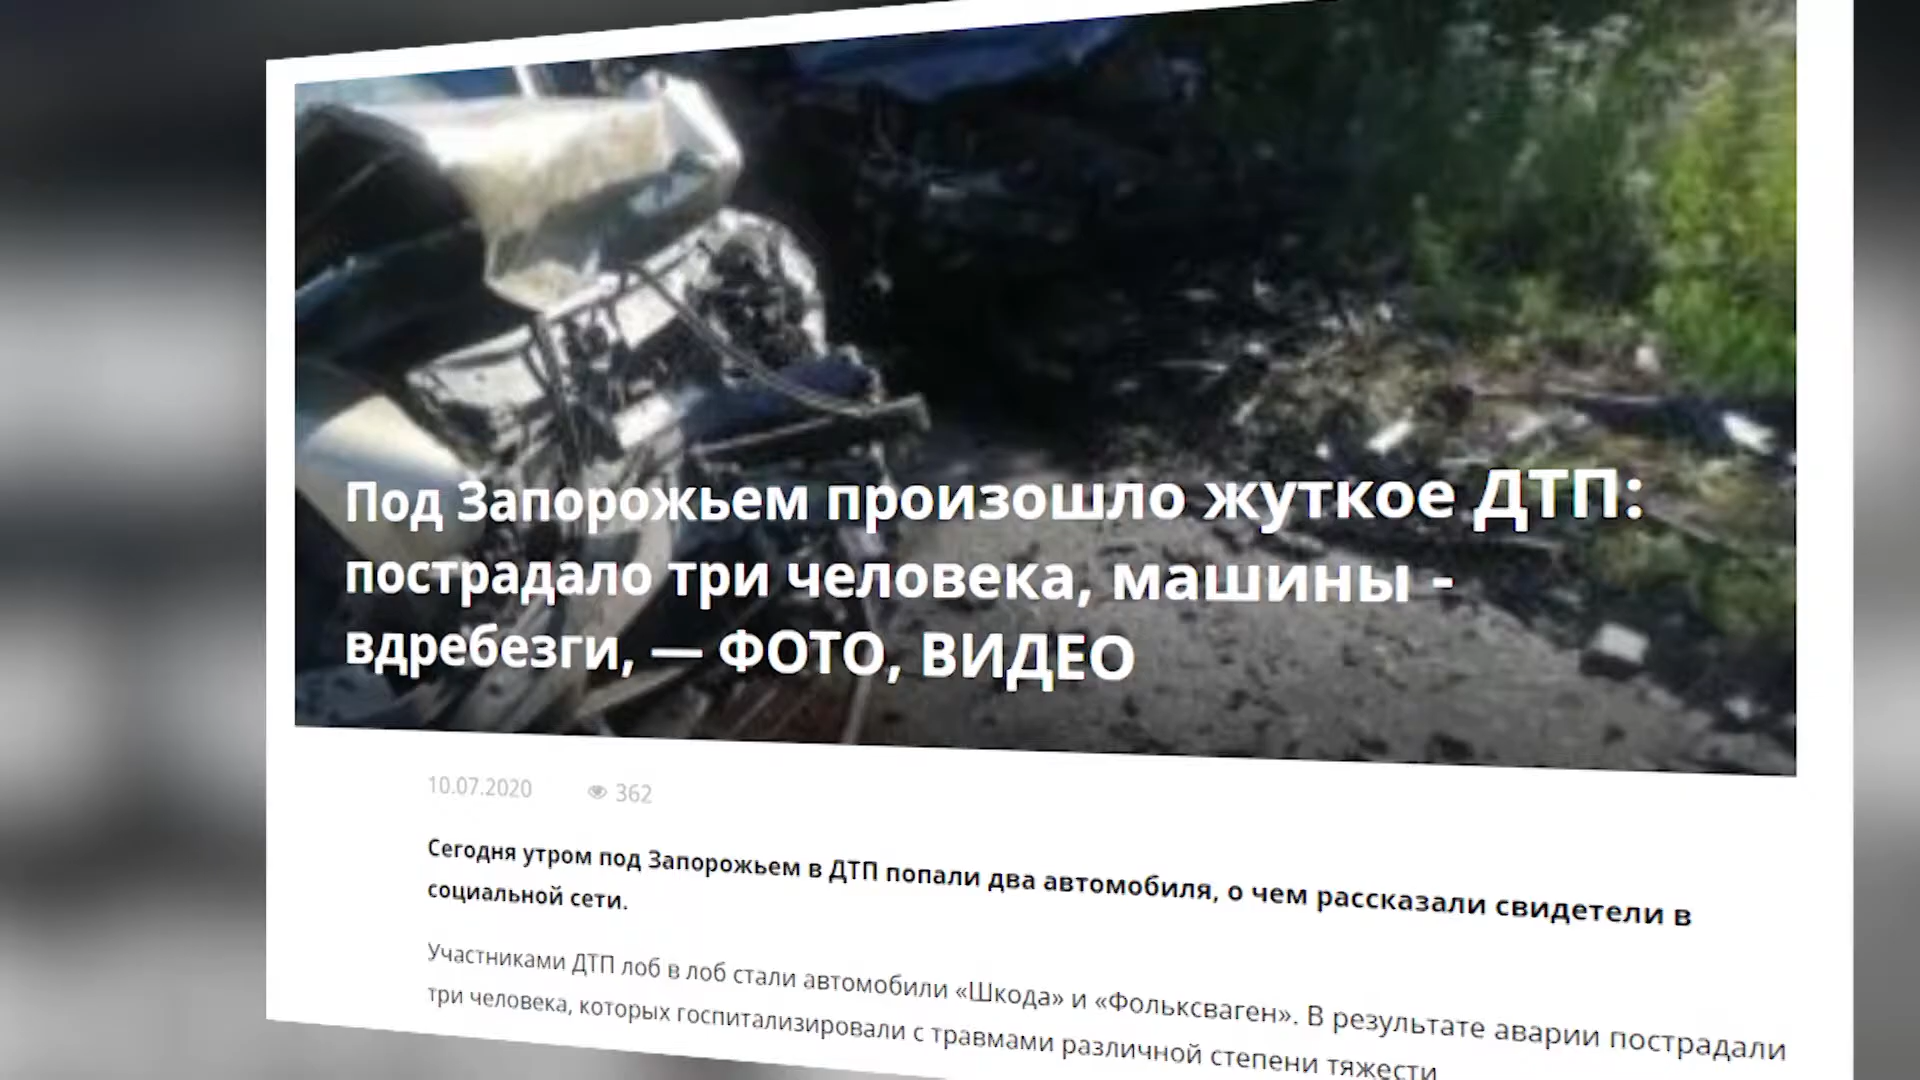 Под Запорожьем произошло жуткое ДТП:
пострадало три человека, машины -
вдребезги, — ФОТО, ВИДЕО
10.07.2020 362
Сегодня утром под Запорожьем в ДТП попали два автомобиля, о чем рассказали свидетели в
социальной сети.
Участниками ДТП лоб в лоб стали автомобили «Шкода» и «Фольксваген». В результате аварии пострадали
три человека, которых госпитализировали с травмами различной степени тяжести